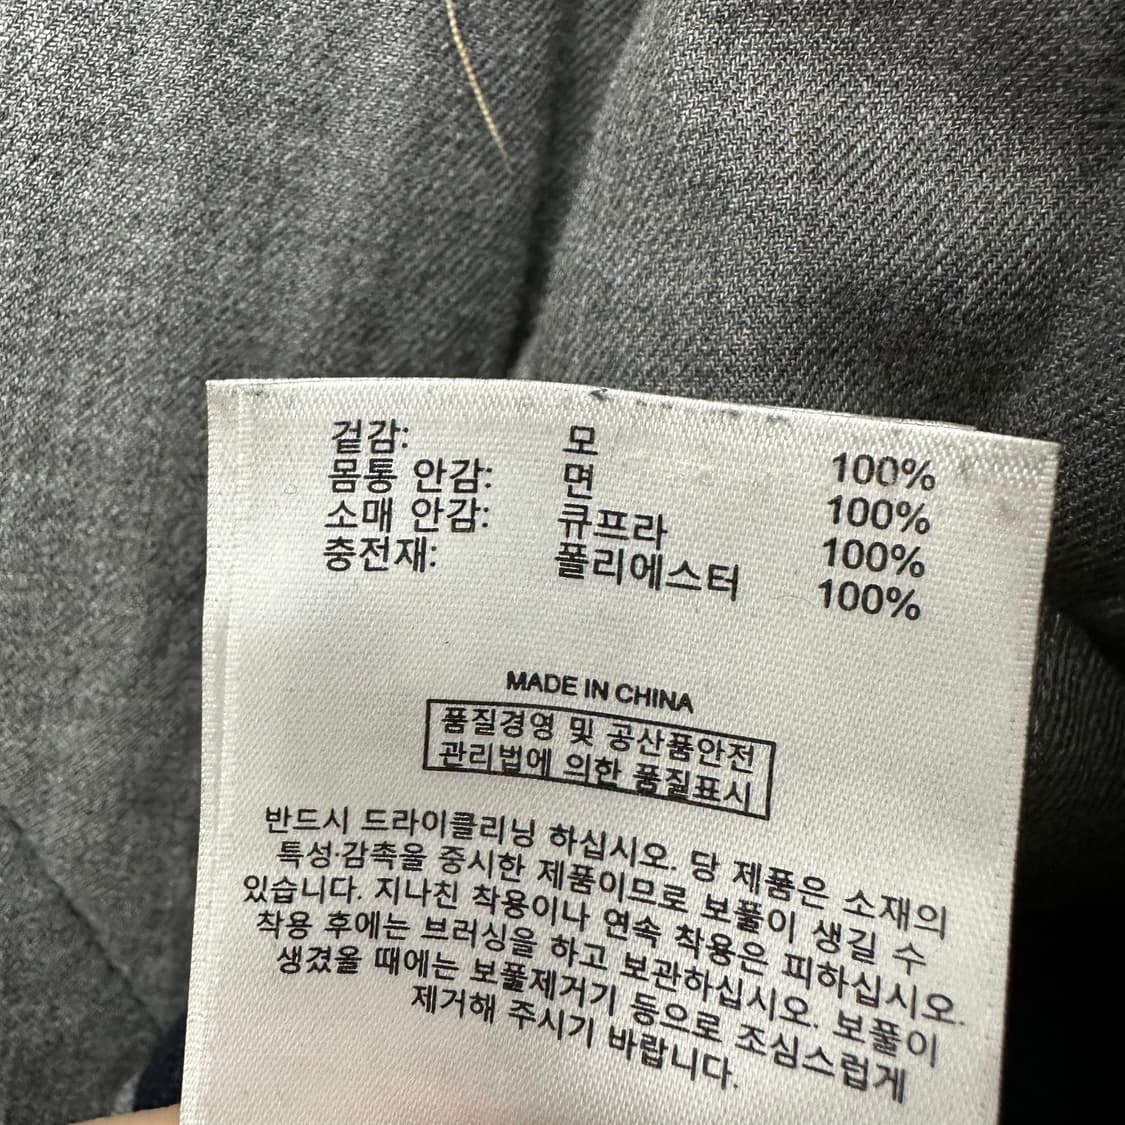 겉감: 모 100%
몸통 안감: 면 100%
소매 안감: 큐프라 100%
충전재: 폴리에스터 100%
MADE IN CHINA
품질경영 및 공산품안전
관리법에 의한 품질표시
반드시 드라이클리닝 하십시오. 당 제품은 소재의
특성·감촉을 중시한 제품이므로 보풀이 생길 수
있습니다. 지나친 착용이나 연속 착용은 피하십시오.
착용 후에는 브러싱을 하고 보관하십시오. 보풀이
생겼을 때에는 보풀제거기 등으로 조심스럽게
제거해 주시기 바랍니다.